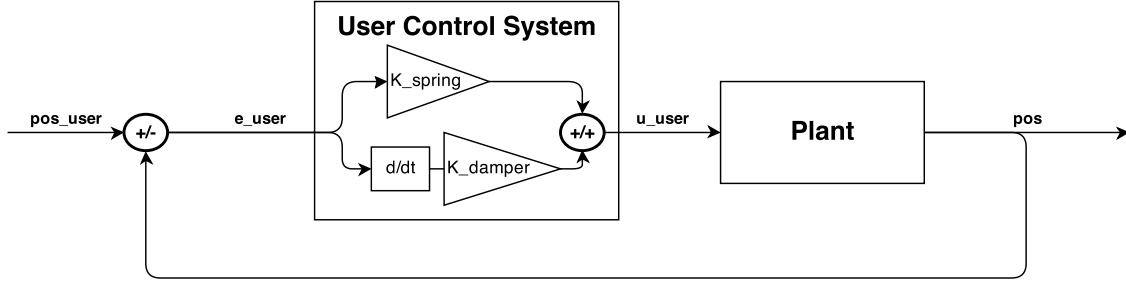 User Control System
K_spring
pos_user
+/-
e_user
+/+
u_user
Plant
pos
d/dt
K_damper